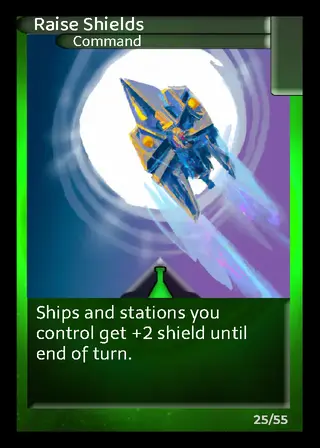 Raise Shields
Command
Ships and stations you
control get +2 shield until
end of turn.
25/55